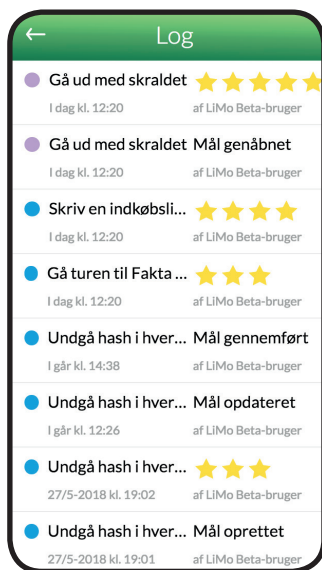 Log
Gå ud med skraldet
I dag kl. 12:20 af LiMo Beta-bruger
Gå ud med skraldet Mål genåbnet
I dag kl. 12:20 af LiMo Beta-bruger
Skriv en indkøbsli...
I dag kl. 12:20 af LiMo Beta-bruger
Gå turen til Fakta ...
I dag kl. 12:20 af LiMo Beta-bruger
Undgå hash i hver... Mål gennemført
I går kl. 14:38 af LiMo Beta-bruger
Undgå hash i hver... Mål opdateret
I går kl. 12:26 af LiMo Beta-bruger
Undgå hash i hver...
27/5-2018 kl. 19:02 af LiMo Beta-bruger
Undgå hash i hver... Mål oprettet
27/5-2018 kl. 19:01 af LiMo Beta-bruger